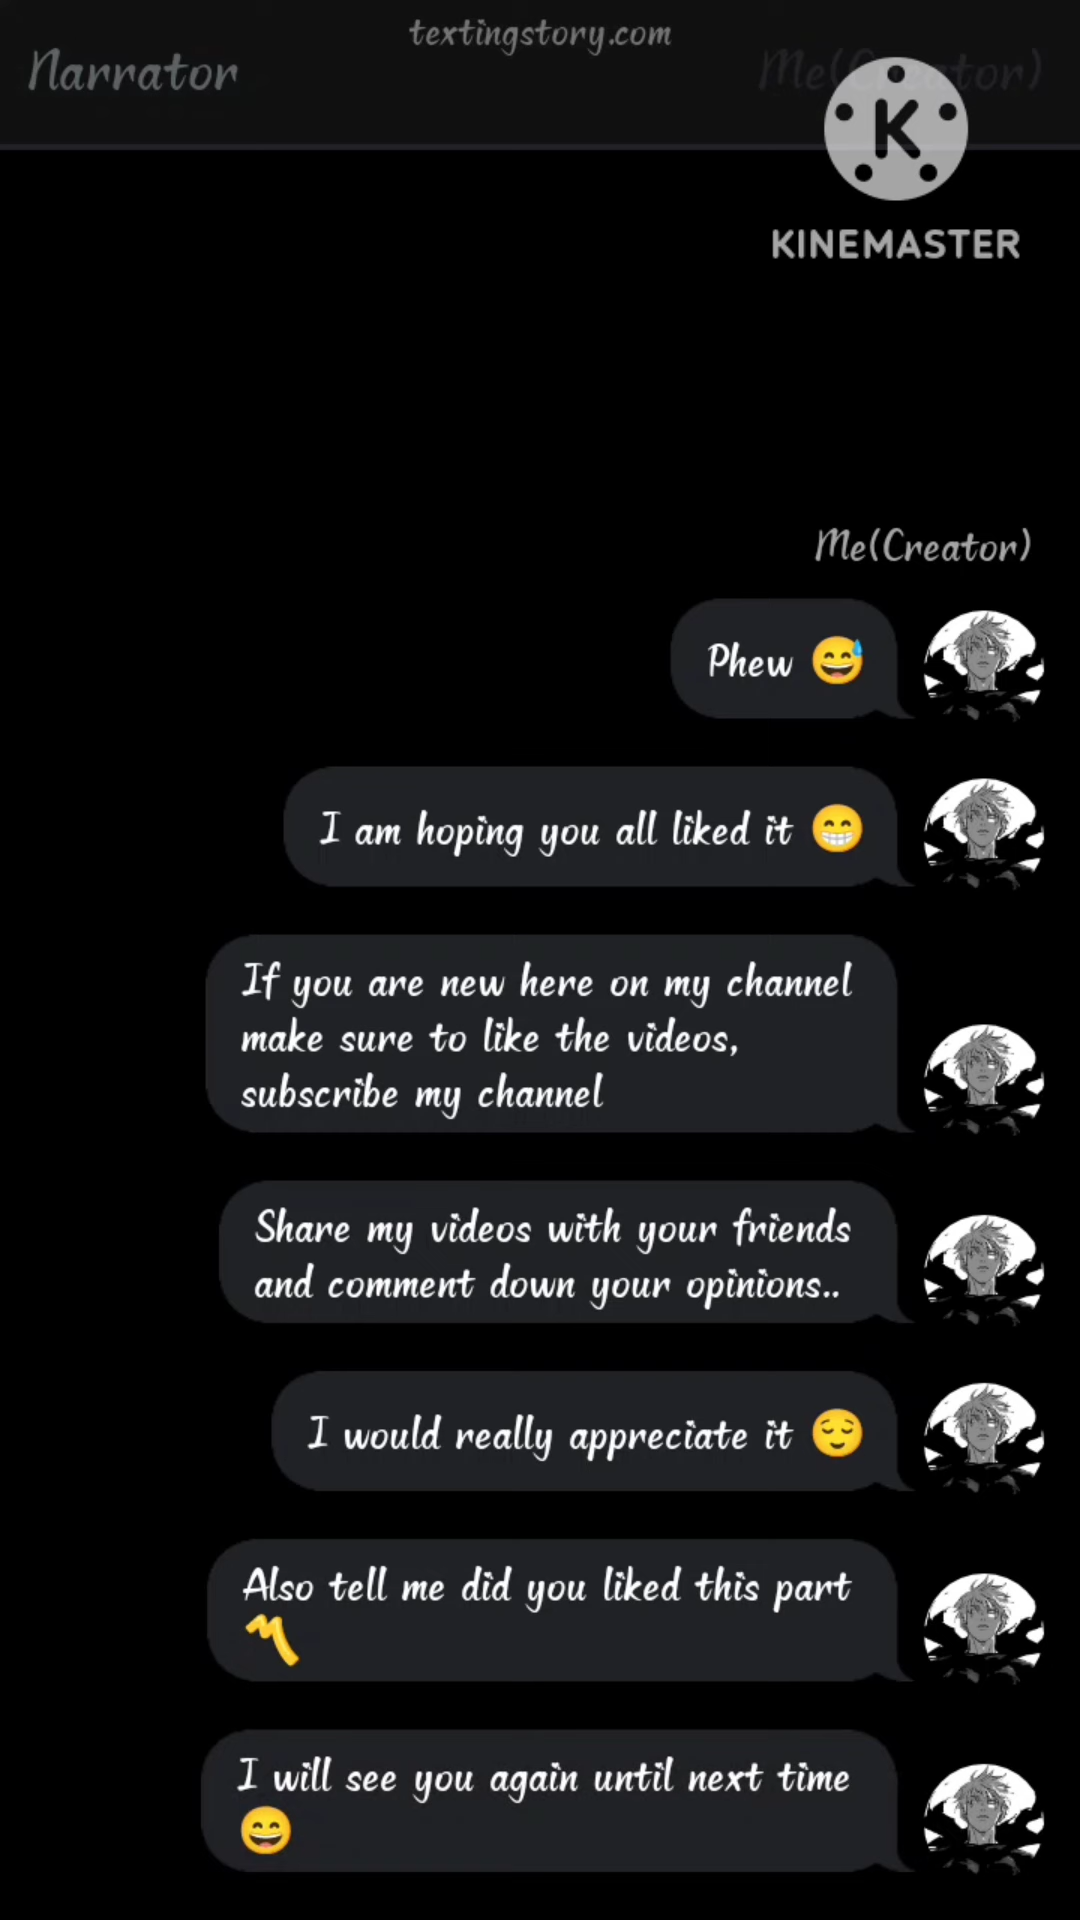 textingstory.com
Narrator
Me(Creator)
K
KINEMASTER
Me(Creator)
Phew 😅
I am hoping you all liked it 😁
If you are new here on my channel
make sure to like the videos,
subscribe my channel
Share my videos with your friends
and comment down your opinions..
I would really appreciate it 😌
Also tell me did you liked this part
〽️
I will see you again until next time
😄